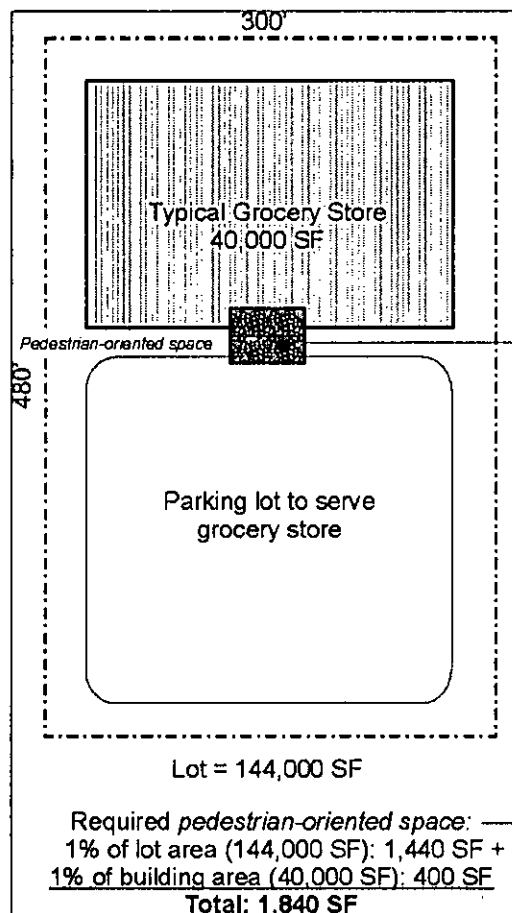 300'
Typical Grocery Store
40,000 SF
Pedestrian-oriented space
480'
Parking lot to serve
grocery store
Lot = 144,000 SF
Required pedestrian-oriented space:
1% of lot area (144,000 SF): 1,440 SF +
1% of building area (40,000 SF): 400 SF
Total: 1,840 SF